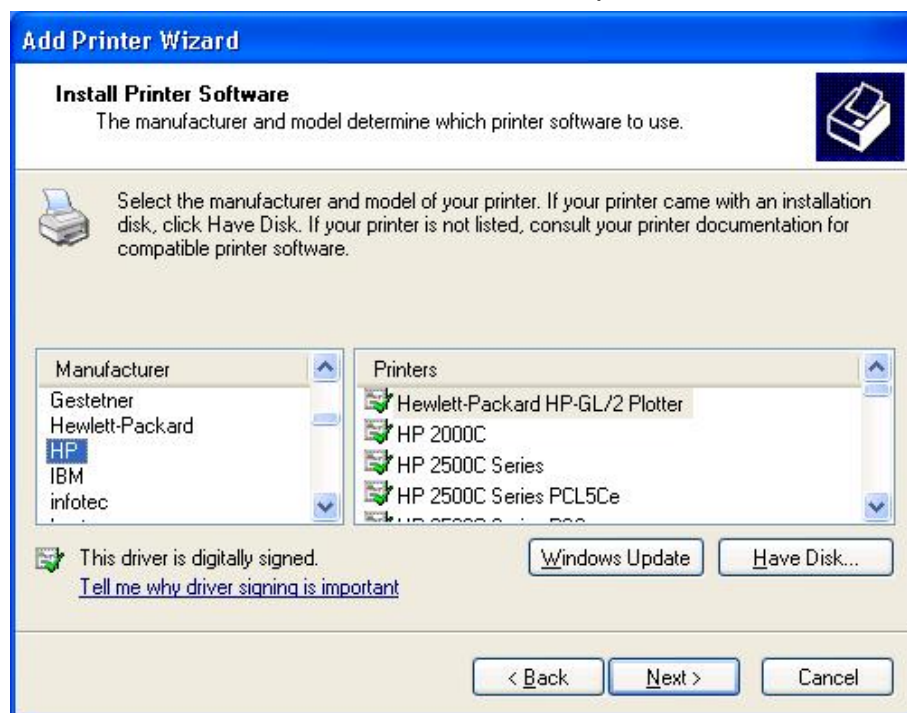 Add Printer Wizard
Install Printer Software
The manufacturer and model determine which printer software to use.
Select the manufacturer and model of your printer. If your printer came with an installation
disk, click Have Disk. If your printer is not listed, consult your printer documentation for
compatible printer software.
Manufacturer
Gestetner
Hewlett-Packard
HP
IBM
infotec
Printers
Hewlett-Packard HP-GL/2 Plotter
HP 2000C
HP 2500C Series
HP 2500C Series PCL5Ce
This driver is digitally signed.
Tell me why driver signing is important
Windows Update
Have Disk...
< Back
Next >
Cancel